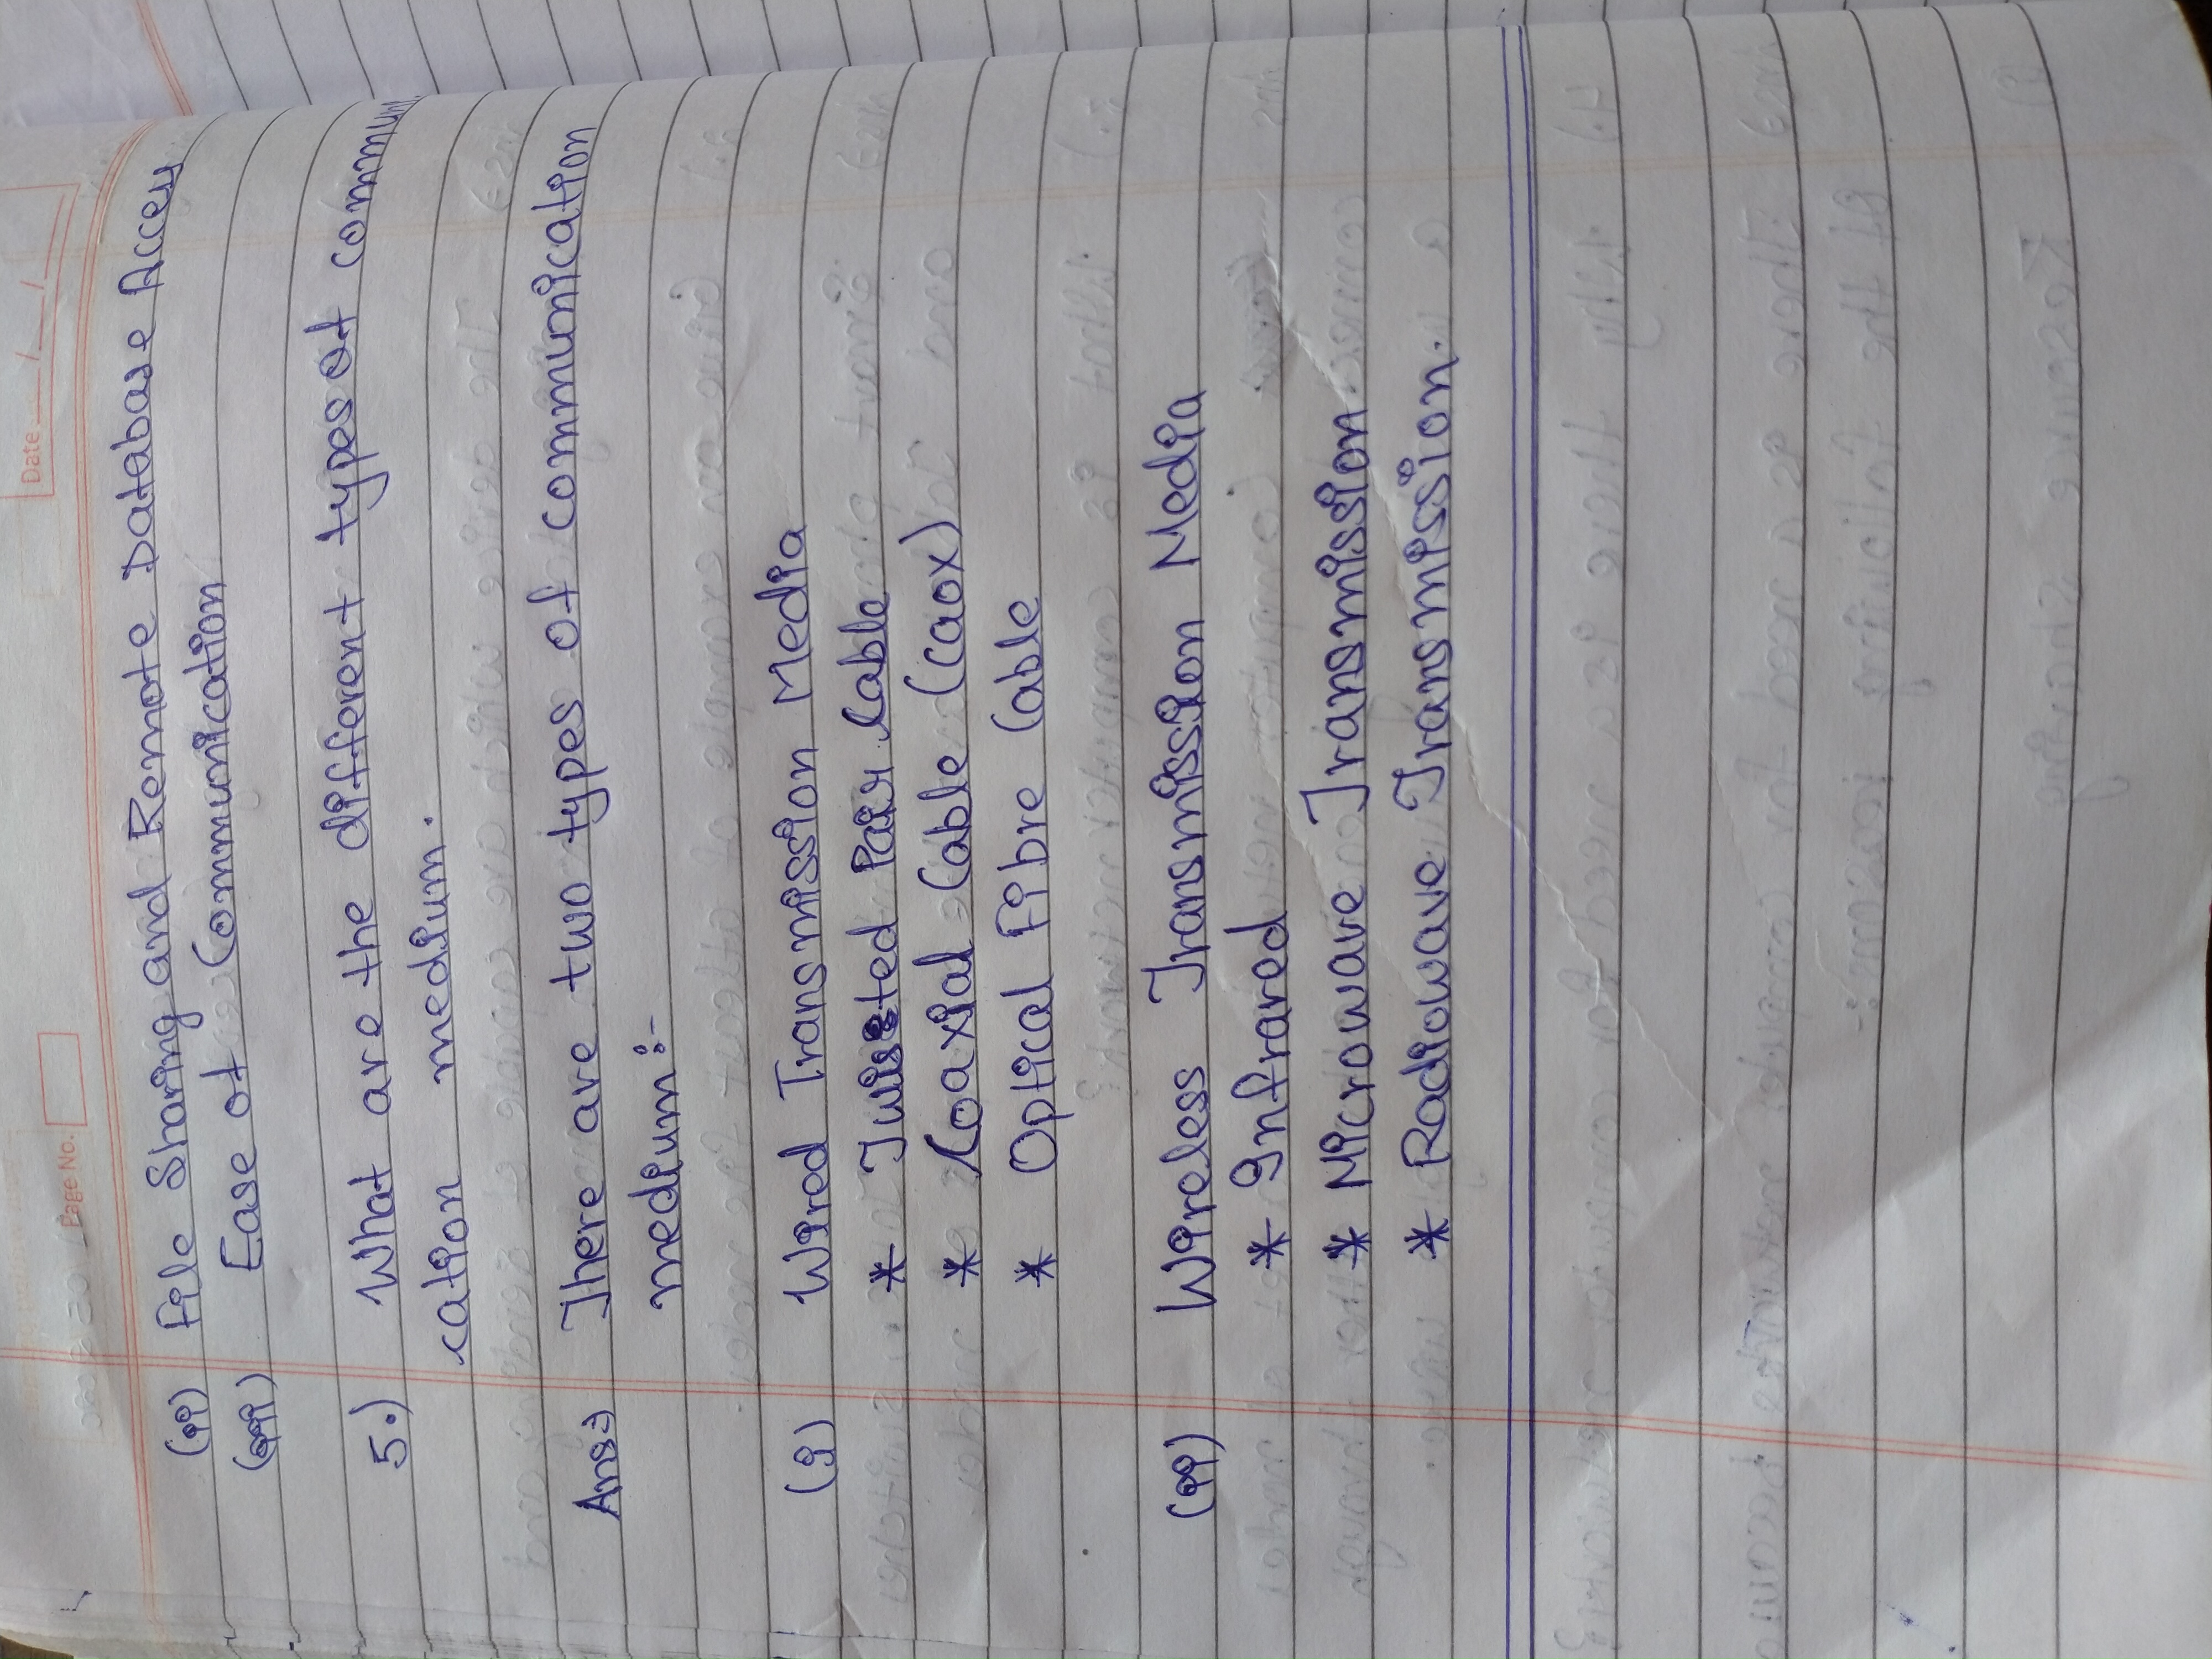 Page No.
Date / /
(ii) File Sharing and Remote Database Access
(iii) Ease of Communication
5.) What are the different types of communi
cation medium.
Ans⇒ There are two types of communication
medium:-
(i) Wired Transmission Media
* Twisted Pair Cable
* Coaxial Cable (Caox)
* Optical Fibre Cable
(ii) Wireless Transmission Media
* Infrared
* Microwave Transmission
* Radiowave Transmission.